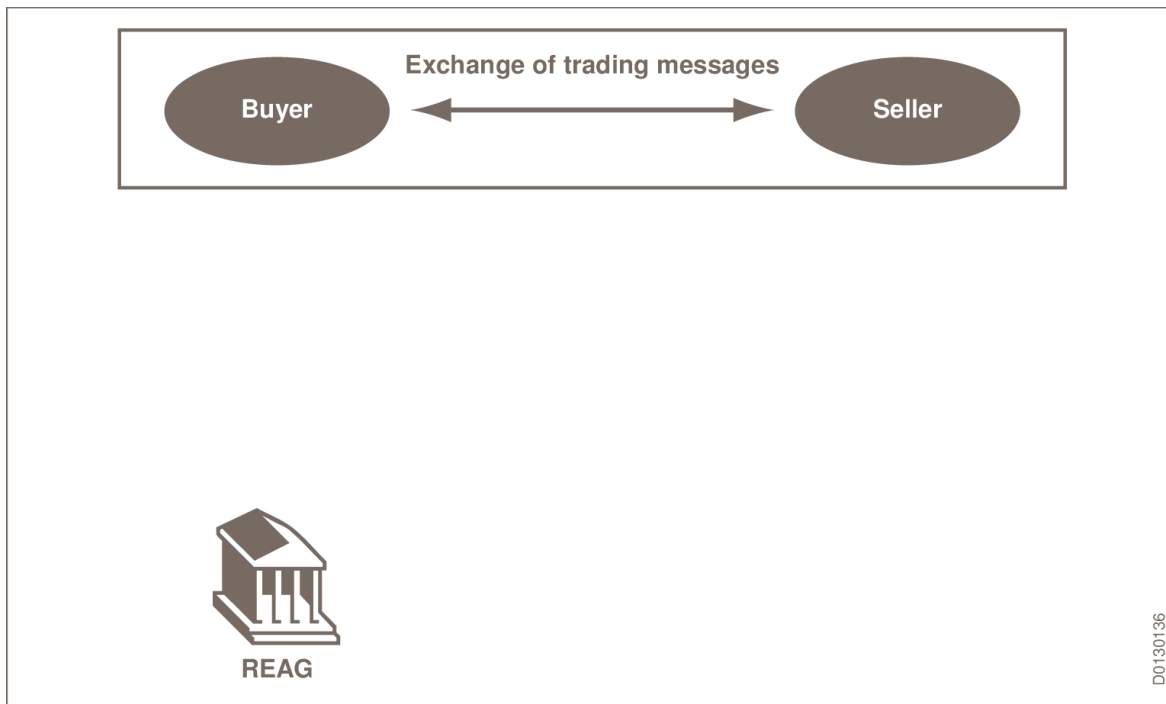 Exchange of trading messages
Buyer
Seller
REAG
D0130136